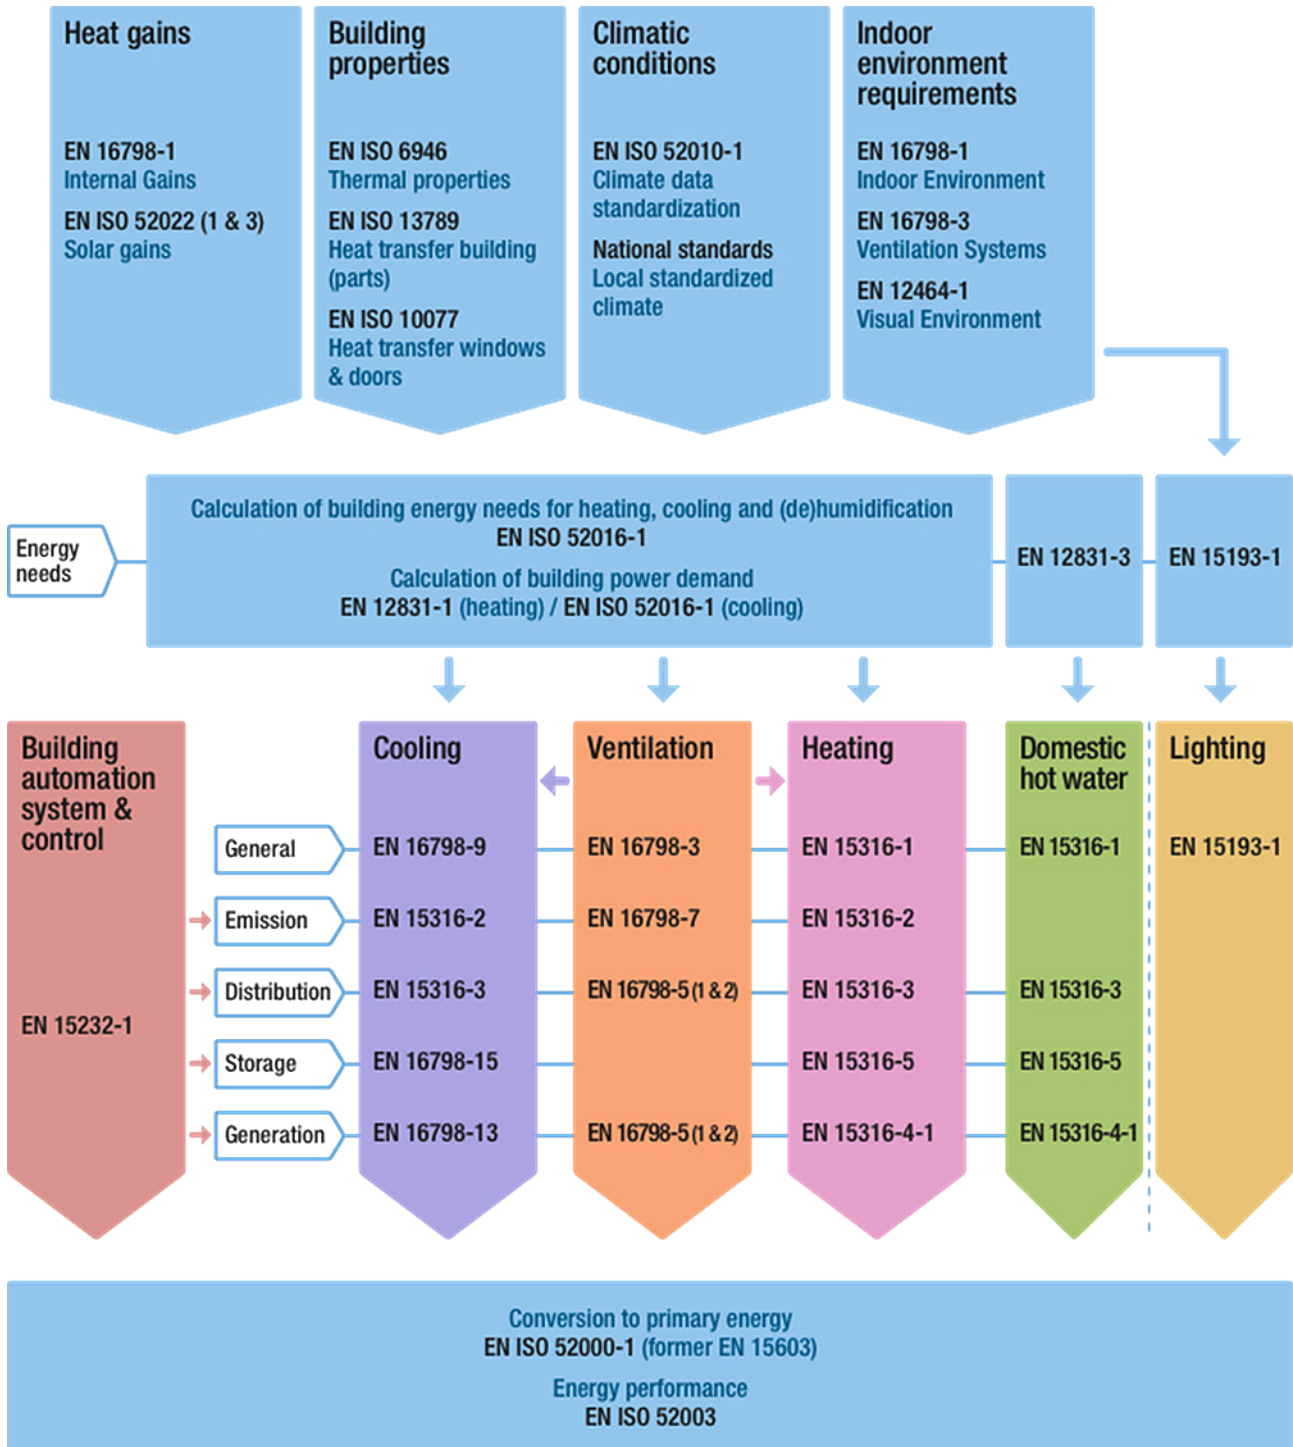 Heat gains
EN 16798-1
Internal Gains
EN ISO 52022 (1 & 3)
Solar gains
Building
properties
EN ISO 6946
Thermal properties
EN ISO 13789
Heat transfer building
(parts)
EN ISO 10077
Heat transfer windows
& doors
Climatic
conditions
EN ISO 52010-1
Climate data
standardization
National standards
Local standardized
climate
Indoor
environment
requirements
EN 16798-1
Indoor Environment
EN 16798-3
Ventilation Systems
EN 12464-1
Visual Environment
Energy
needs
Calculation of building energy needs for heating, cooling and (de)humidification
EN ISO 52016-1
Calculation of building power demand
EN 12831-1 (heating) / EN ISO 52016-1 (cooling)
EN 12831-3
EN 15193-1
Building
automation
system &
control
EN 15232-1
General
Emission
Distribution
Storage
Generation
Cooling
EN 16798-9
EN 15316-2
EN 15316-3
EN 16798-15
EN 16798-13
Ventilation
EN 16798-3
EN 16798-7
EN 16798-5 (1 & 2)
EN 16798-5 (1 & 2)
Heating
EN 15316-1
EN 15316-2
EN 15316-3
EN 15316-5
EN 15316-4-1
Domestic
hot water
EN 15316-1
EN 15316-3
EN 15316-5
EN 15316-4-1
Lighting
EN 15193-1
Conversion to primary energy
EN ISO 52000-1 (former EN 15603)
Energy performance
EN ISO 52003